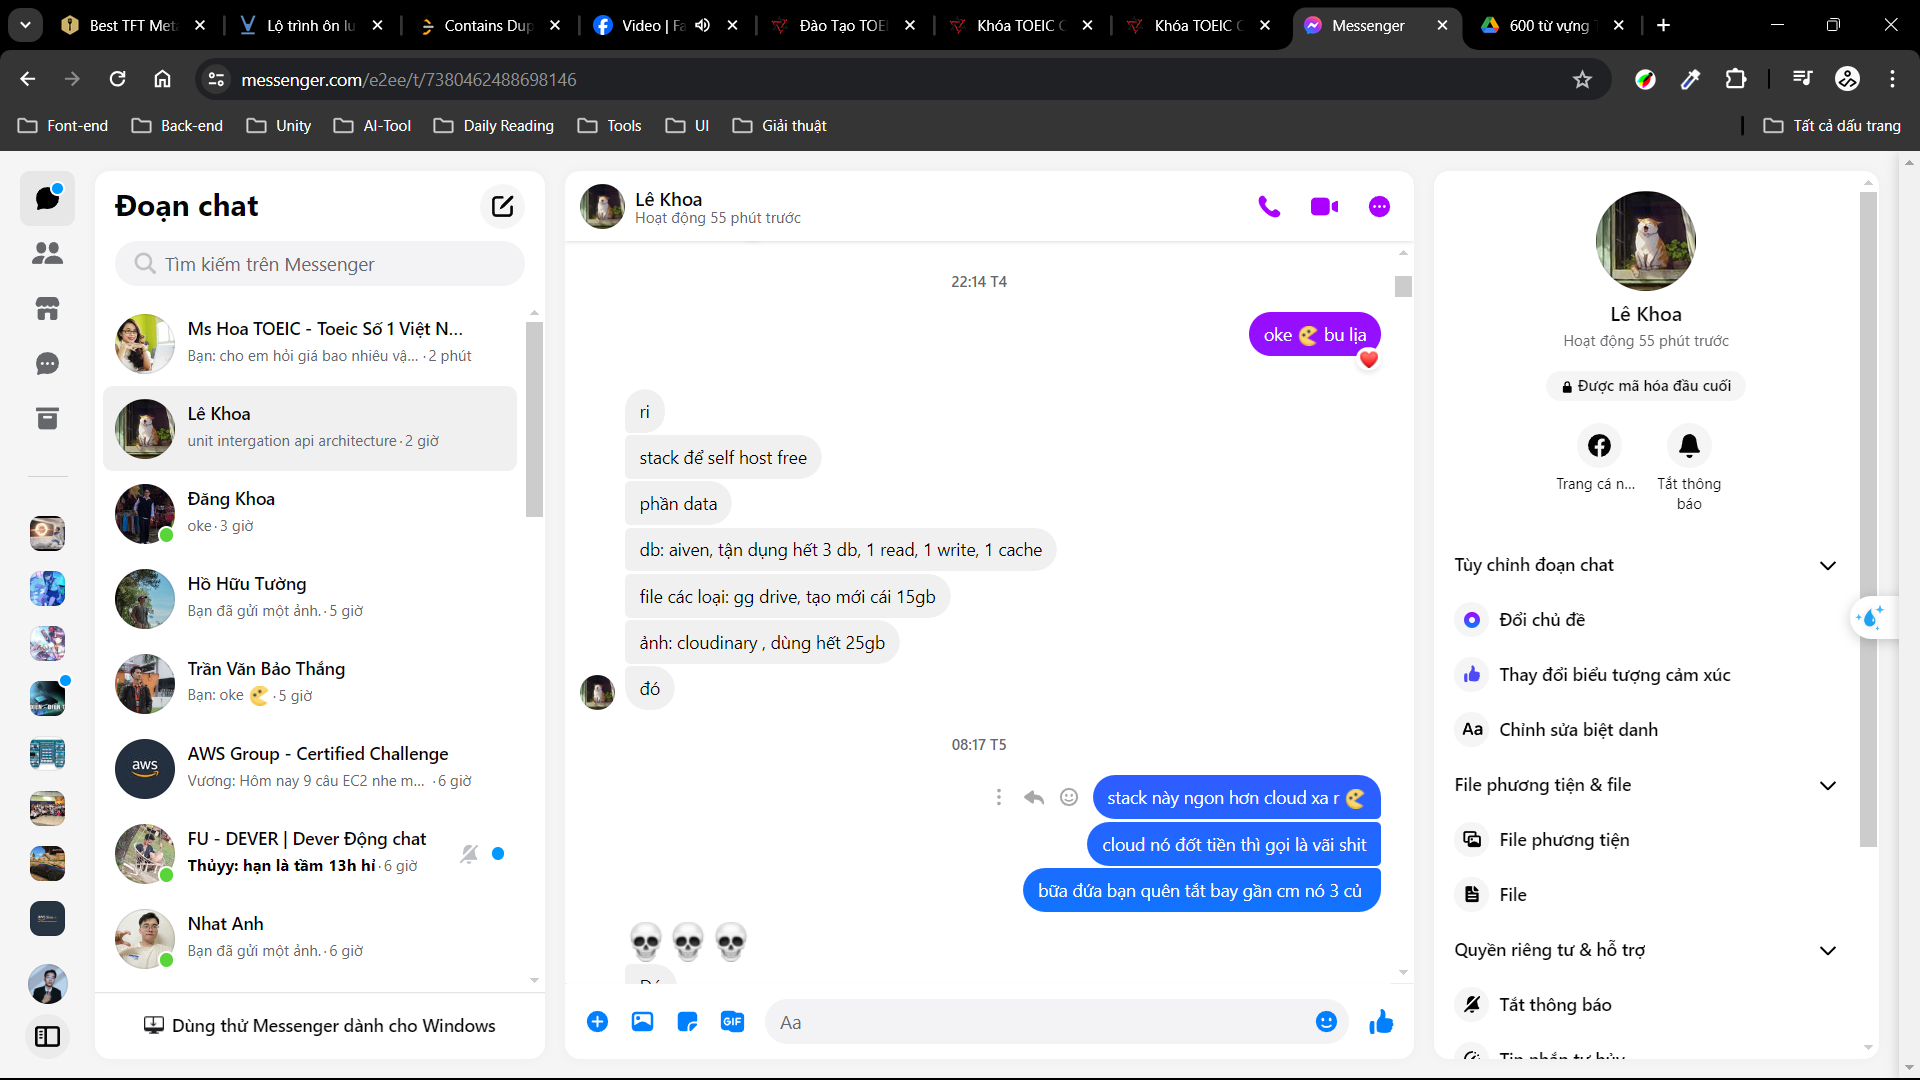 Best TFT Meta
Lộ trình ôn lu
Contains Dup
Video | Fa
Đào Tạo TOEI
Khóa TOEIC C
Khóa TOEIC C
Messenger
600 từ vựng T
messenger.com/e2ee/t/7380462488698146
Font-end
Back-end
Unity
AI-Tool
Daily Reading
Tools
UI
Giải thuật
Tất cả dấu trang
Đoạn chat
Tìm kiếm trên Messenger
Ms Hoa TOEIC - Toeic Số 1 Việt N...
Bạn: cho em hỏi giá bao nhiêu vậ... · 2 phút
Lê Khoa
unit intergation api architecture · 2 giờ
Đăng Khoa
oke · 3 giờ
Hồ Hữu Tường
Bạn đã gửi một ảnh. · 5 giờ
Trần Văn Bảo Thắng
Bạn: oke · 5 giờ
aws
AWS Group - Certified Challenge
Vương: Hôm nay 9 câu EC2 nhe m... · 6 giờ
FU - DEVER | Dever Động chat
Thủyy: hạn là tầm 13h hỉ · 6 giờ
Nhat Anh
Bạn đã gửi một ảnh. · 6 giờ
Dùng thử Messenger dành cho Windows
Lê Khoa
Hoạt động 55 phút trước
22:14 T4
oke bu lịa
ri
stack để self host free
phần data
db: aiven, tận dụng hết 3 db, 1 read, 1 write, 1 cache
file các loại: gg drive, tạo mới cái 15gb
ảnh: cloudinary , dùng hết 25gb
đó
08:17 T5
stack này ngon hơn cloud xa r
cloud nó đốt tiền thì gọi là vãi shit
bữa đứa bạn quên tắt bay gần cm nó 3 củ
GIF
Aa
Lê Khoa
Hoạt động 55 phút trước
Được mã hóa đầu cuối
Trang cá n...
Tắt thông
báo
Tùy chỉnh đoạn chat
Đổi chủ đề
Thay đổi biểu tượng cảm xúc
Aa
Chỉnh sửa biệt danh
File phương tiện & file
File phương tiện
File
Quyền riêng tư & hỗ trợ
Tắt thông báo
Tin nhắn tự hủy